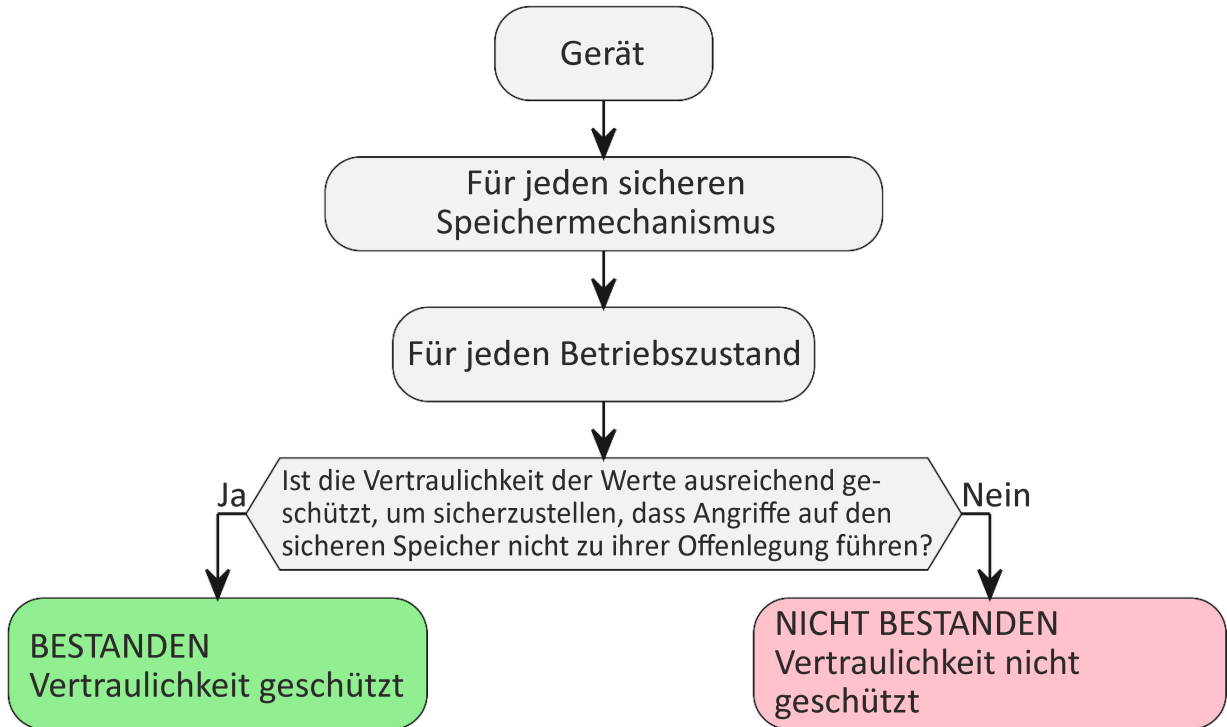 Gerät
Für jeden sicheren
Speichermechanismus
Für jeden Betriebszustand
Ist die Vertraulichkeit der Werte ausreichend ge-
schützt, um sicherzustellen, dass Angriffe auf den
sicheren Speicher nicht zu ihrer Offenlegung führen?
Ja
Nein
BESTANDEN
Vertraulichkeit geschützt
NICHT BESTANDEN
Vertraulichkeit nicht
geschützt